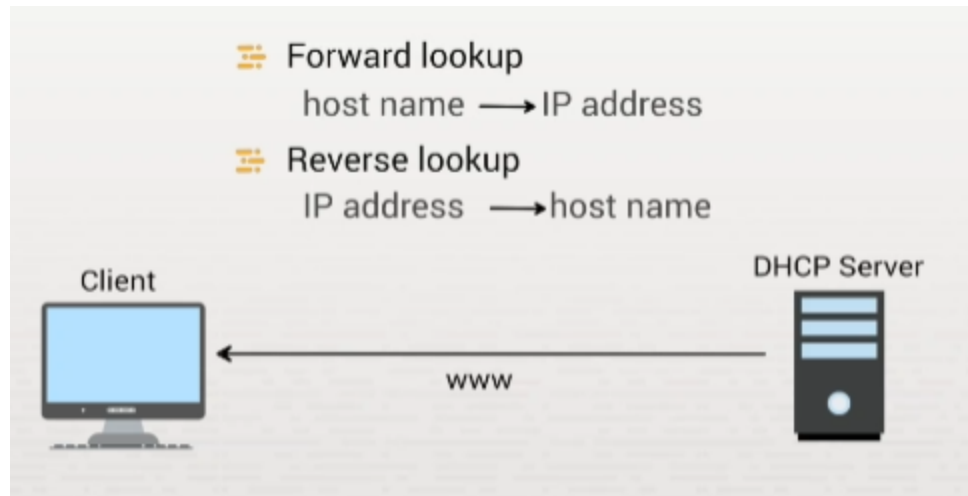 Forward lookup
host name → IP address
Reverse lookup
IP address → host name
Client
DHCP Server
www